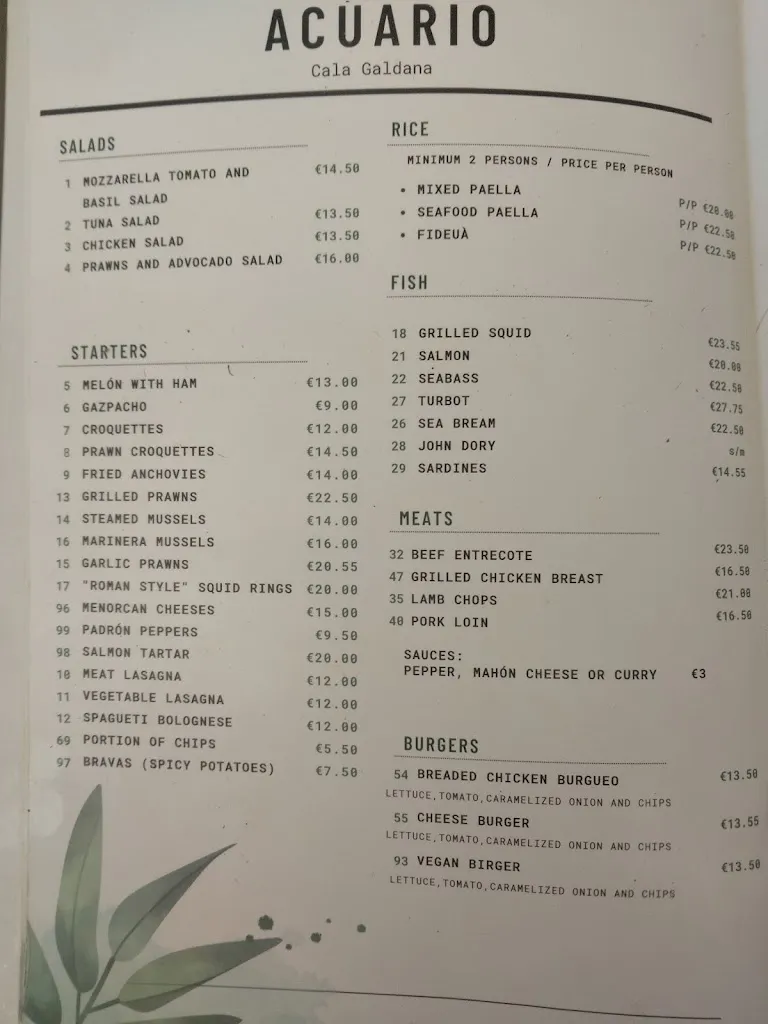 ACUARIO
Cala Galdana
SALADS
1 MOZZARELLA TOMATO AND €14.50
BASIL SALAD
2 TUNA SALAD €13.50
3 CHICKEN SALAD €13.50
4 PRAWNS AND ADVOCADO SALAD €16.00
STARTERS
5 MELÓN WITH HAM €13.00
6 GAZPACHO €9.00
7 CROQUETTES €12.00
8 PRAWN CROQUETTES €14.50
9 FRIED ANCHOVIES €14.00
13 GRILLED PRAWNS €22.50
14 STEAMED MUSSELS €14.00
16 MARINERA MUSSELS €16.00
15 GARLIC PRAWNS €20.55
17 "ROMAN STYLE" SQUID RINGS €20.00
96 MENORCAN CHEESES €15.00
99 PADRÓN PEPPERS €9.50
98 SALMON TARTAR €20.00
10 MEAT LASAGNA €12.00
11 VEGETABLE LASAGNA €12.00
12 SPAGUETI BOLOGNESE €12.00
69 PORTION OF CHIPS €5.50
97 BRAVAS (SPICY POTATOES) €7.50
RICE
MINIMUM 2 PERSONS / PRICE PER PERSON
• MIXED PAELLA P/P €20.00
• SEAFOOD PAELLA P/P €22.50
• FIDEUÀ P/P €22.50
FISH
18 GRILLED SQUID €23.55
21 SALMON €20.00
22 SEABASS €22.50
27 TURBOT €27.75
26 SEA BREAM €22.50
28 JOHN DORY s/m
29 SARDINES €14.55
MEATS
32 BEEF ENTRECOTE €23.50
47 GRILLED CHICKEN BREAST €16.50
35 LAMB CHOPS €21.00
40 PORK LOIN €16.50
SAUCES:
PEPPER, MAHÓN CHEESE OR CURRY €3
BURGERS
54 BREADED CHICKEN BURGUEO €13.50
LETTUCE,TOMATO,CARAMELIZED ONION AND CHIPS
55 CHEESE BURGER €13.55
LETTUCE,TOMATO,CARAMELIZED ONION AND CHIPS
93 VEGAN BIRGER €13.50
LETTUCE,TOMATO,CARAMELIZED ONION AND CHIPS